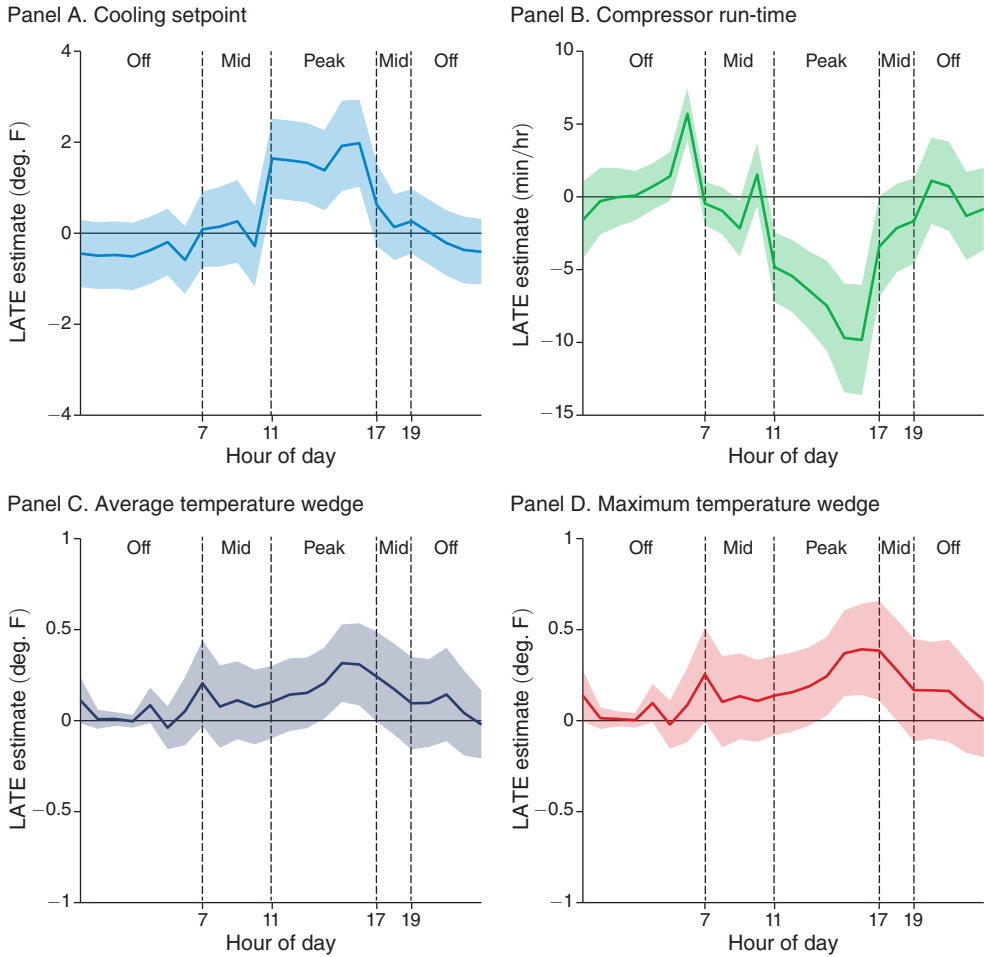 Panel A. Cooling setpoint
4
2
0
−2
−4
LATE estimate (deg. F)
Off
Mid
Peak
Mid
Off
7
11
17
19
Hour of day
Panel B. Compressor run-time
10
5
0
−5
−10
−15
LATE estimate (min/hr)
Off
Mid
Peak
Mid
Off
7
11
17
19
Hour of day
Panel C. Average temperature wedge
1
0.5
0
−0.5
−1
LATE estimate (deg. F)
Off
Mid
Peak
Mid
Off
7
11
17
19
Hour of day
Panel D. Maximum temperature wedge
1
0.5
0
−0.5
−1
LATE estimate (deg. F)
Off
Mid
Peak
Mid
Off
7
11
17
19
Hour of day